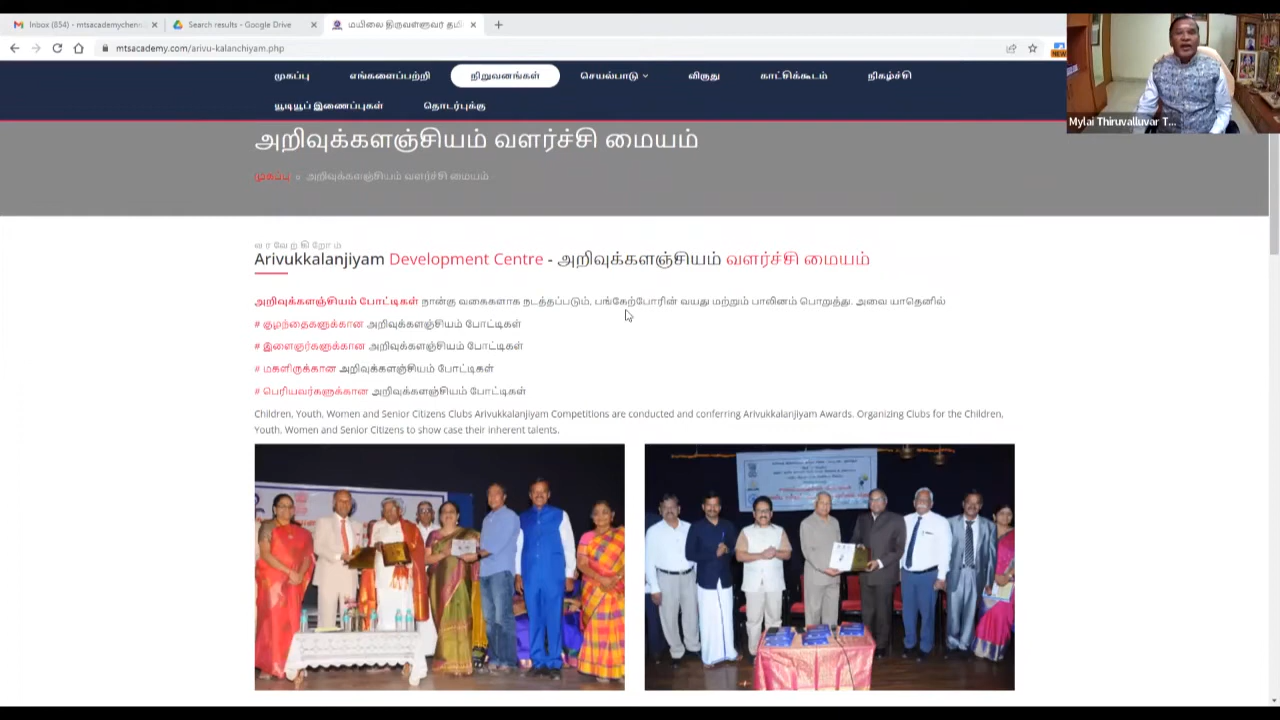 Inbox (854) - mtsacademychenn
Search results - Google Drive
மயிலை திருவள்ளுவர் தமி
mtsacademy.com/arivu-kalanchiyam.php
NEW
முகப்பு எங்களைப்பற்றி நிறுவனங்கள் செயல்பாடு விருது காட்சிக்கூடம் நிகழ்ச்சி
யூடியூப் இணைப்புகள் தொடர்புக்கு
Mylai Thiruvalluvar T...
அறிவுக்களஞ்சியம் வளர்ச்சி மையம்
முகப்பு » அறிவுக்களஞ்சியம் வளர்ச்சி மையம்
வரவேற்கிறோம்
Arivukkalanjiyam Development Centre - அறிவுக்களஞ்சியம் வளர்ச்சி மையம்
அறிவுக்களஞ்சியம் போட்டிகள் நான்கு வகைகளாக நடத்தப்படும், பங்கேற்போரின் வயது மற்றும் பாலினம் பொறுத்து. அவை யாதெனில்
# குழந்தைகளுக்கான அறிவுக்களஞ்சியம் போட்டிகள்
# இளைஞர்களுக்கான அறிவுக்களஞ்சியம் போட்டிகள்
# மகளிருக்கான அறிவுக்களஞ்சியம் போட்டிகள்
# பெரியவர்களுக்கான அறிவுக்களஞ்சியம் போட்டிகள்
Children, Youth, Women and Senior Citizens Clubs Arivukkalanjiyam Competitions are conducted and conferring Arivukkalanjiyam Awards. Organizing Clubs for the Children,
Youth, Women and Senior Citizens to show case their inherent talents.